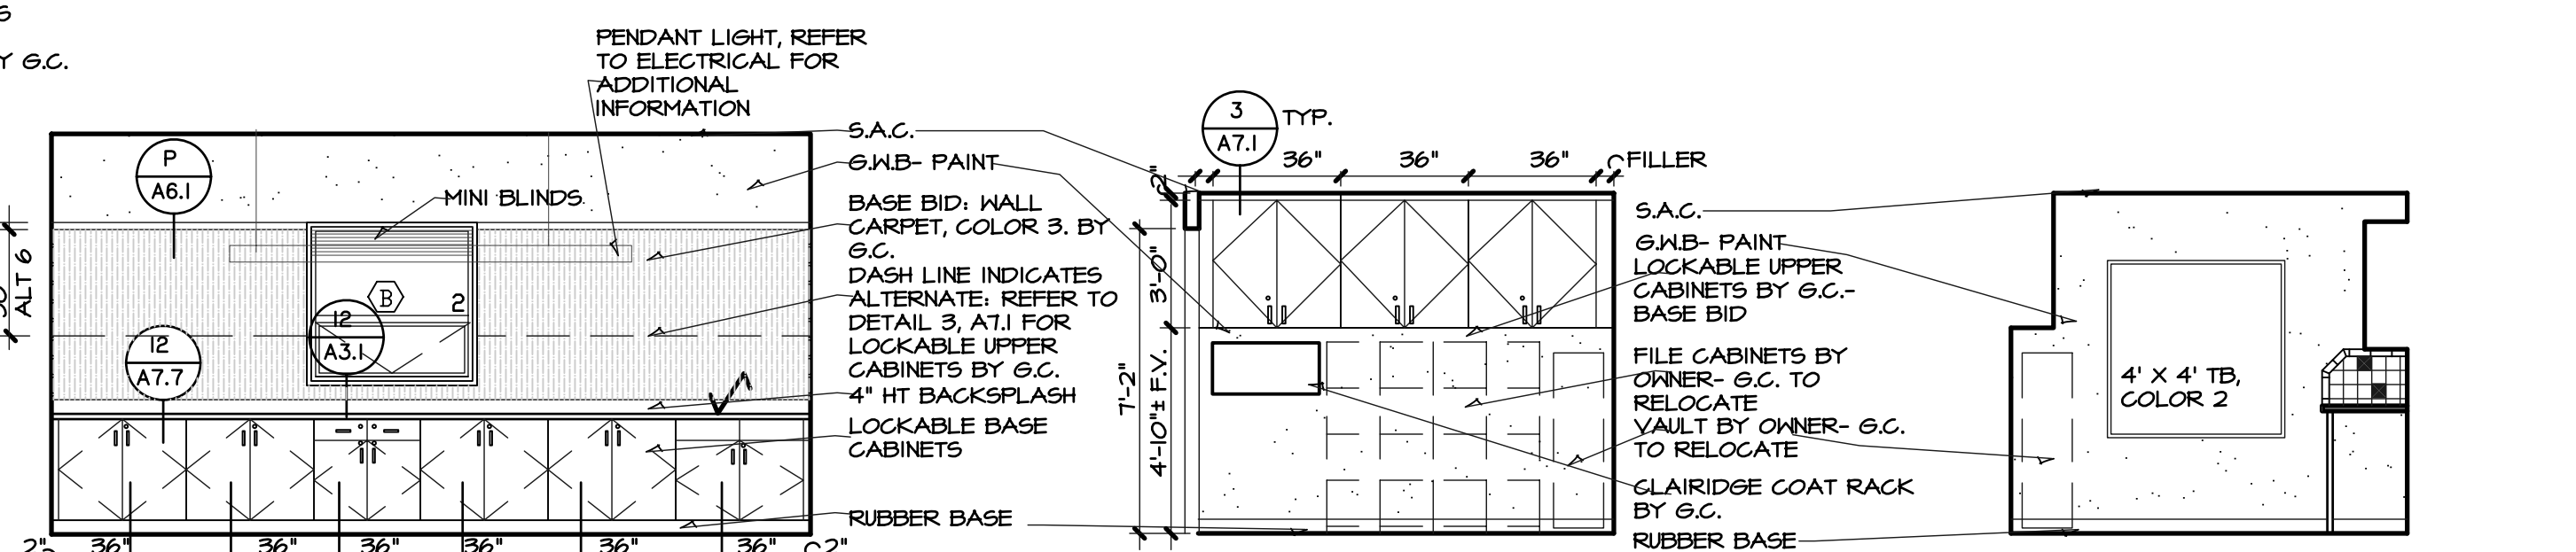 Y G.C.
PENDANT LIGHT, REFER
TO ELECTRICAL FOR
ADDITIONAL
INFORMATION
P
A6.1
MINI BLINDS
B
2
12
A3.1
12
A7.7
ALT 6
S.A.C.
G.W.B- PAINT
BASE BID: WALL
CARPET, COLOR 3. BY
G.C.
DASH LINE INDICATES
ALTERNATE: REFER TO
DETAIL 3, A7.1 FOR
LOCKABLE UPPER
CABINETS BY G.C.
4" HT BACKSPLASH
LOCKABLE BASE
CABINETS
RUBBER BASE
2" 36" 36" 36" 36" 36" 36" 2"
3
A7.1
TYP.
36" 36" 36" FILLER
2"
3'-0"
7'-2"
4'-10"± F.V.
S.A.C.
G.W.B- PAINT
LOCKABLE UPPER
CABINETS BY G.C.-
BASE BID
FILE CABINETS BY
OWNER- G.C. TO
RELOCATE
VAULT BY OWNER- G.C.
TO RELOCATE
CLAIRIDGE COAT RACK
BY G.C.
RUBBER BASE
4' X 4' TB,
COLOR 2